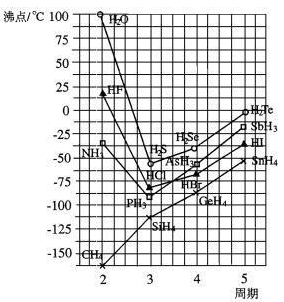 沸点/℃
100
75
50
25
0
-25
-50
-75
-100
-125
-150
H₂O
HF
NH₃
CH₄
H₂S
HCl
PH₃
SiH₄
H₂Se
AsH₃
HBr
GeH₄
H₂Te
SbH₃
HI
SnH₄
2 3 4 5
周期